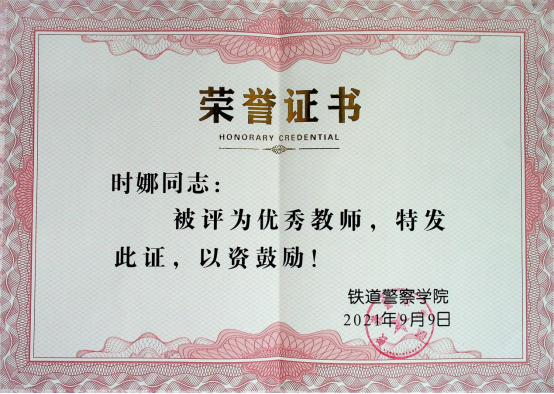 荣誉证书
HONORARY CREDENTIAL
时娜同志：
被评为优秀教师，特发
此证，以资鼓励！
铁道警察学院
2021年9月9日